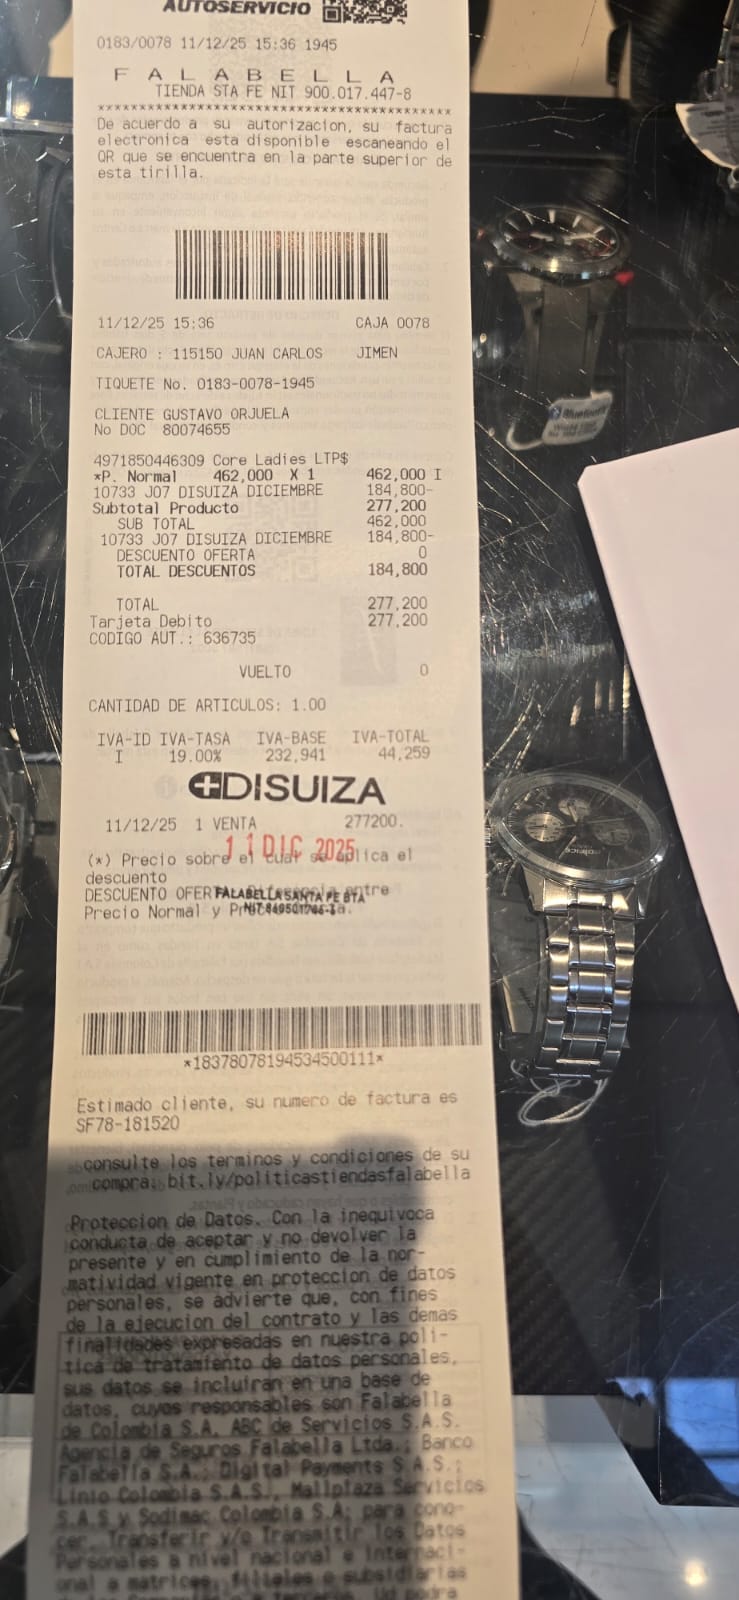 AUTOSERVICIO
0183/0078 11/12/25 15:36 1945
F A L A B E L L A
TIENDA STA FE NIT 900.017.447-8
******************************************
De acuerdo a su autorizacion, su factura
electronica esta disponible escaneando el
QR que se encuentra en la parte superior de
esta tirilla.
11/12/25 15:36 CAJA 0078
CAJERO : 115150 JUAN CARLOS JIMEN
TIQUETE No. 0183-0078-1945
CLIENTE GUSTAVO ORJUELA
No DOC 80074655
4971850446309 Core Ladies LTP$
*P. Normal 462,000 X 1 462,000 I
10733 J07 DISUIZA DICIEMBRE 184,800-
Subtotal Producto 277,200
SUB TOTAL 462,000
10733 J07 DISUIZA DICIEMBRE 184,800-
DESCUENTO OFERTA 0
TOTAL DESCUENTOS 184,800
TOTAL 277,200
Tarjeta Debito 277,200
CODIGO AUT.: 636735
VUELTO 0
CANTIDAD DE ARTICULOS: 1.00
IVA-ID IVA-TASA IVA-BASE IVA-TOTAL
I 19.00% 232,941 44,259
DISUIZA
11/12/25 1 VENTA 277200.
11 DIC 2025
(*) Precio sobre el cual se aplica el
descuento
DESCUENTO OFERTA entre
FALABELLA SANTA FE BTA
Precio Normal y
*18378078194534500111*
Estimado cliente, su numero de factura es
SF78-181520
consulte los terminos y condiciones de su
compra: bit.ly/politicastiendasfalabella
Proteccion de Datos. Con la inequivoca
conducta de aceptar y no devolver la
presente y en cumplimiento de la nor-
matividad vigente en proteccion de datos
personales, se advierte que, con fines
de la ejecucion del contrato y las demas
finalidades expresadas en nuestra poli-
tica de tratamiento de datos personales,
sus datos se incluiran en una base de
datos, cuyos responsables son Falabella
de Colombia S.A. ABC de Servicios S.A.S.
Agencia de Seguros Falabella Ltda.; Banco
Falabella S.A.; Digital Payments S.A.S.;
Linio Colombia S.A.S., Mallplaza Servicios
S.A.S y Sodimac Colombia S.A; para cono-
cer, Transferir y/o Transmitir los Datos
Personales a nivel nacional e internaci-
onal a matrices, filiales o subsidiarias
Bluetooth